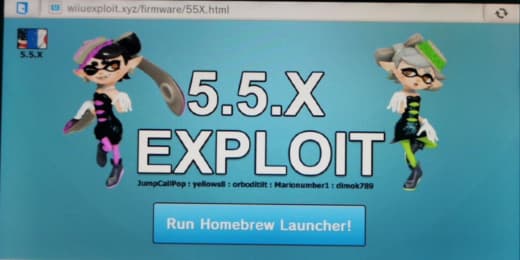 wiiuexploit.xyz/firmware/55X.html
5.5.X
5.5.X
EXPLOIT
JumpCallPop : yellows8 : orboditilt : Marionumber1 : dimok789
Run Homebrew Launcher!